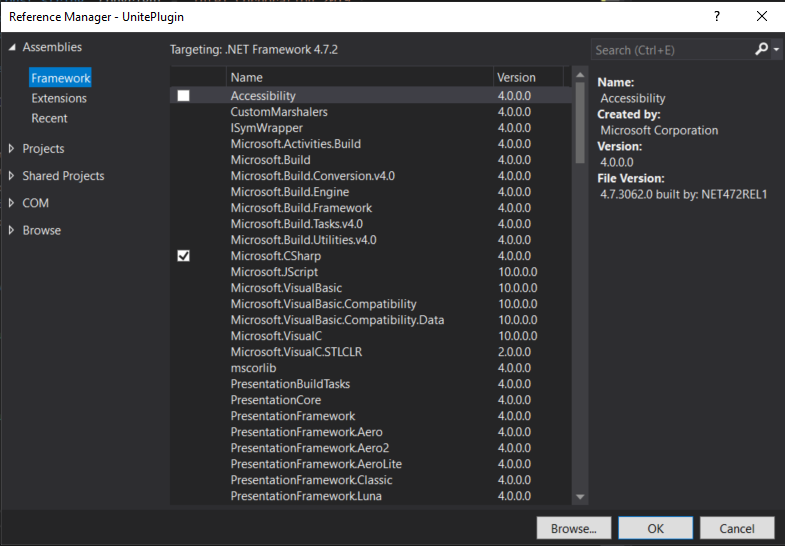 Reference Manager - UnitePlugin
? ×
Assemblies
Framework
Extensions
Recent
Projects
Shared Projects
COM
Browse
Targeting: .NET Framework 4.7.2
Name Version
Accessibility 4.0.0.0
CustomMarshalers 4.0.0.0
ISymWrapper 4.0.0.0
Microsoft.Activities.Build 4.0.0.0
Microsoft.Build 4.0.0.0
Microsoft.Build.Conversion.v4.0 4.0.0.0
Microsoft.Build.Engine 4.0.0.0
Microsoft.Build.Framework 4.0.0.0
Microsoft.Build.Tasks.v4.0 4.0.0.0
Microsoft.Build.Utilities.v4.0 4.0.0.0
Microsoft.CSharp 4.0.0.0
Microsoft.JScript 10.0.0.0
Microsoft.VisualBasic 10.0.0.0
Microsoft.VisualBasic.Compatibility 10.0.0.0
Microsoft.VisualBasic.Compatibility.Data 10.0.0.0
Microsoft.VisualC 10.0.0.0
Microsoft.VisualC.STLCLR 2.0.0.0
mscorlib 4.0.0.0
PresentationBuildTasks 4.0.0.0
PresentationCore 4.0.0.0
PresentationFramework 4.0.0.0
PresentationFramework.Aero 4.0.0.0
PresentationFramework.Aero2 4.0.0.0
PresentationFramework.AeroLite 4.0.0.0
PresentationFramework.Classic 4.0.0.0
PresentationFramework.Luna 4.0.0.0
Search (Ctrl+E)
Name:
Accessibility
Created by:
Microsoft Corporation
Version:
4.0.0.0
File Version:
4.7.3062.0 built by: NET472REL1
Browse... OK Cancel